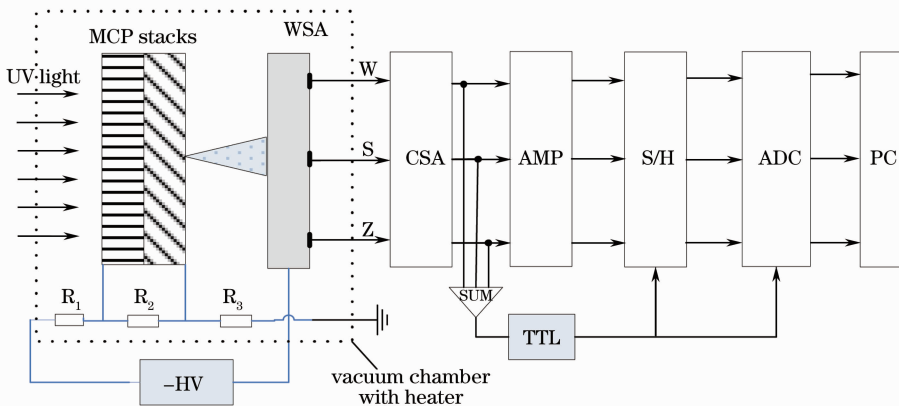 MCP stacks
WSA
UV light
W
S
Z
CSA
AMP
S/H
ADC
PC
SUM
TTL
R1
R2
R3
−HV
vacuum chamber
with heater